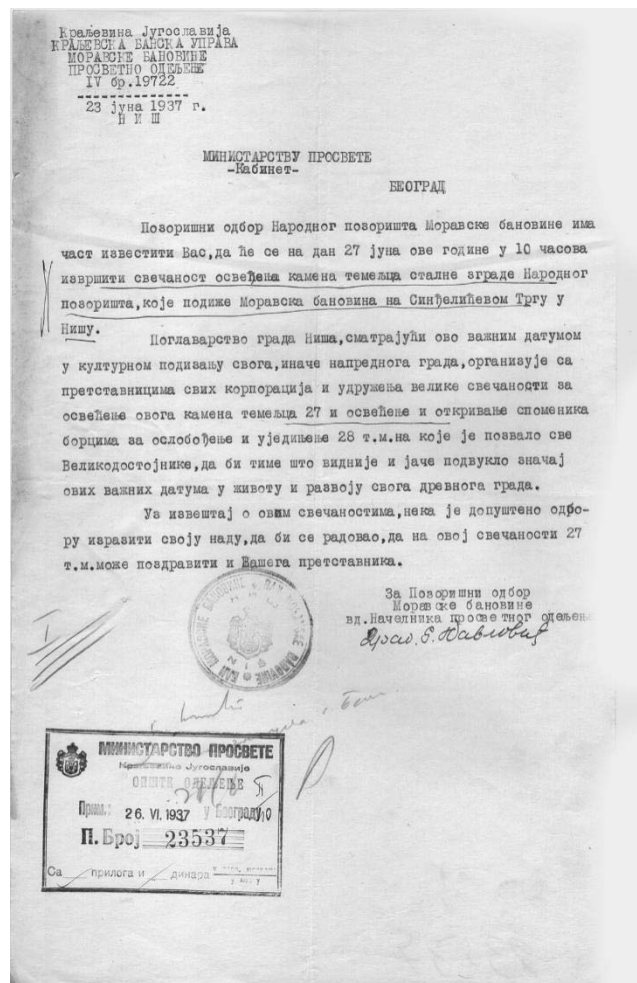 Краљевина Југославија
КРАЉЕВСКА БАНСКА УПРАВА
МОРАВСКЕ БАНОВИНЕ
ПРОСВЕТНО ОДЕЉЕЊЕ
IV бр.19722
23 јуна 1937 г.
НИШ
МИНИСТАРСТВУ ПРОСВЕТЕ
-Кабинет-
БЕОГРАД
Позоришни одбор Народног позоришта Моравске бановине има
част известити Вас,да ће се на дан 27 јуна ове године у 10 часова
извршити свечаност освећења камена темељца сталне зграде Народног
позоришта,које подиже Моравска бановина на Синђелићевом Тргу у
Нишу.
Поглаварство града Ниша,сматрајући ово важним датумом
у културном подизању свога,иначе напреднога града,организује са
претставницима свих корпорација и удружења велике свечаности за
освећење овога камена темељца 27 и освећење и откривање споменика
борцима за ослобођење и уједињење 28 т.м.на које је позвало све
Великодостојнике,да би тиме што видније и јаче подвукло значај
ових важних датума у животу и развоју свога древнога града.
Уз извештај о овим свечаностима,нека је допуштено одбо-
ру изразити своју наду,да би се радовао,да на овој свечаности 27
т.м.може поздравити и Вашега претставника.
За Позоришни одбор
Моравске бановине
вд.Начелника просветног одељења
I
МИНИСТАРСТВО ПРОСВЕТЕ
Краљевине Југославије
ОПШТЕ ОДЕЉЕЊЕ
Прим.: 26. VI. 1937 у Београду
П. Број 23537
Са прилога и динара